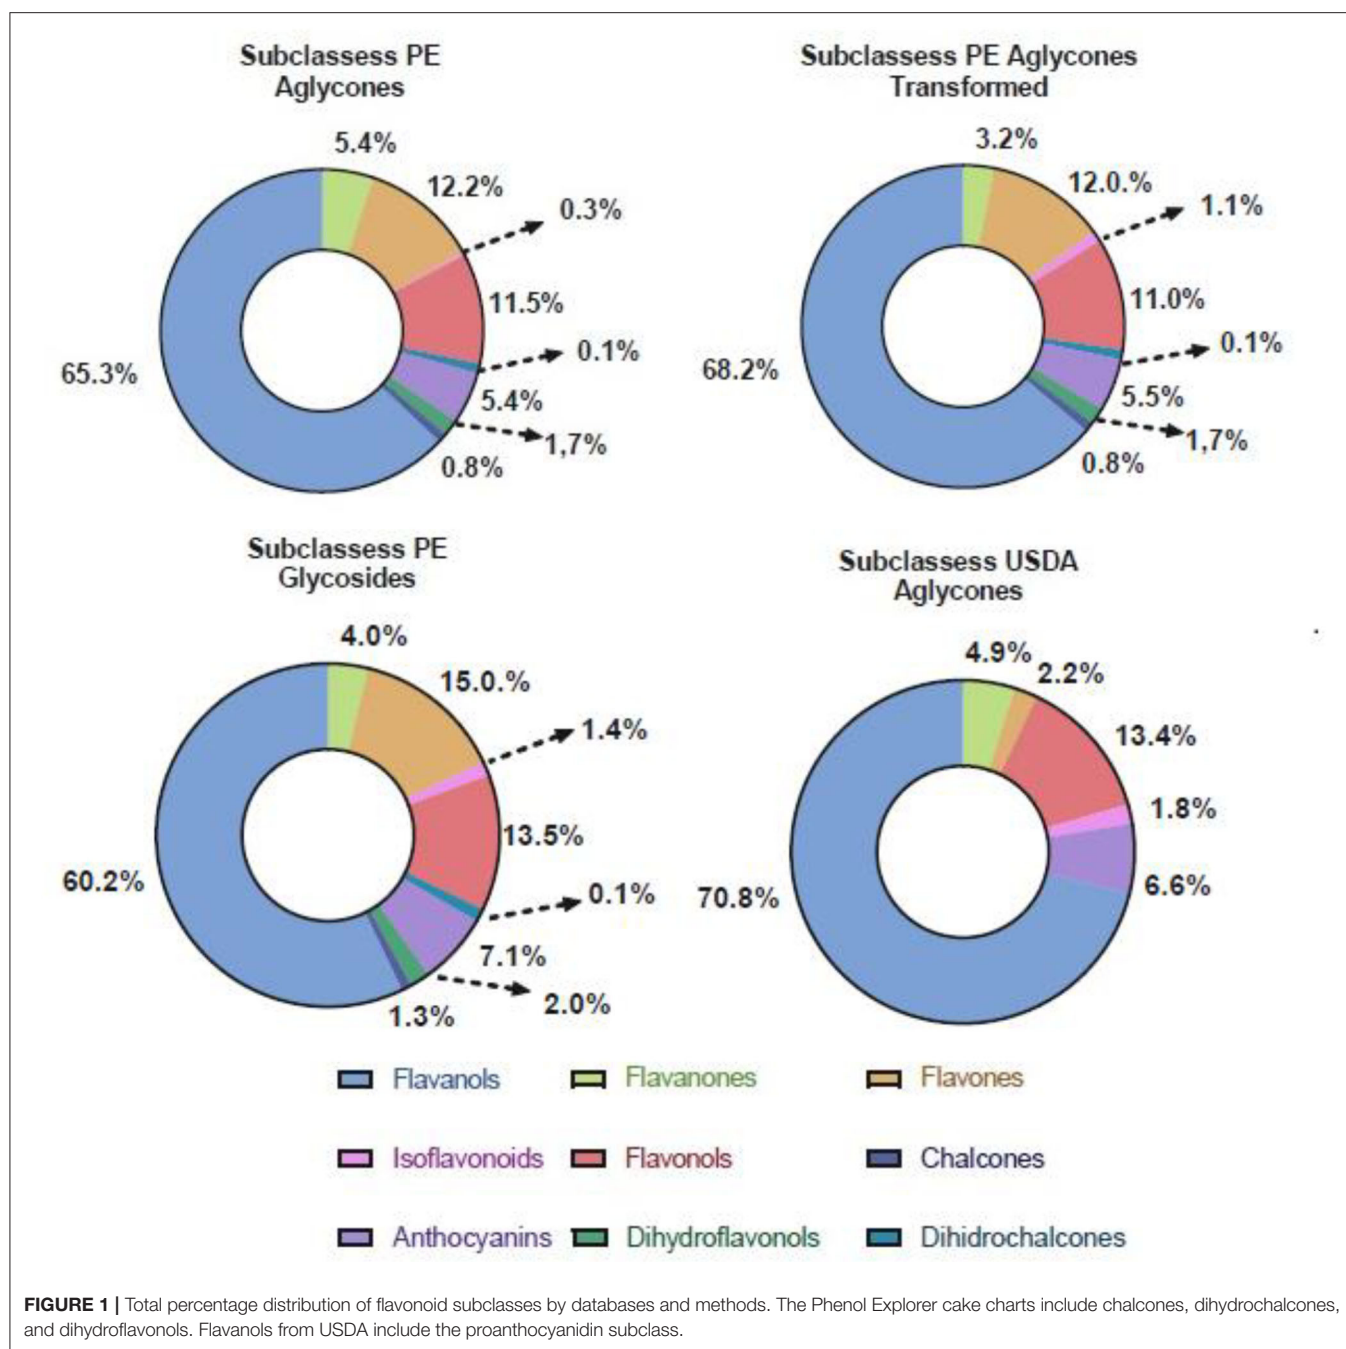 Subclassess PE
Aglycones
5.4%
12.2%
0.3%
11.5%
0.1%
65.3%
5.4%
1,7%
0.8%
Subclassess PE Aglycones
Transformed
3.2%
12.0.%
1.1%
11.0%
0.1%
68.2%
5.5%
1,7%
0.8%
Subclassess PE
Glycosides
4.0%
15.0.%
1.4%
13.5%
60.2%
0.1%
7.1%
2.0%
1.3%
Subclassess USDA
Aglycones
4.9%
2.2%
13.4%
1.8%
6.6%
70.8%
Flavanols
Flavanones
Flavones
Isoflavonoids
Flavonols
Chalcones
Anthocyanins
Dihydroflavonols
Dihidrochalcones
FIGURE 1 | Total percentage distribution of flavonoid subclasses by databases and methods. The Phenol Explorer cake charts include chalcones, dihydrochalcones,
and dihydroflavonols. Flavanols from USDA include the proanthocyanidin subclass.